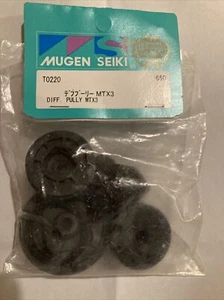 MUGEN SEIKI
T0220
650
デフプーリー MTX3
DIFF. PULLY MTX3